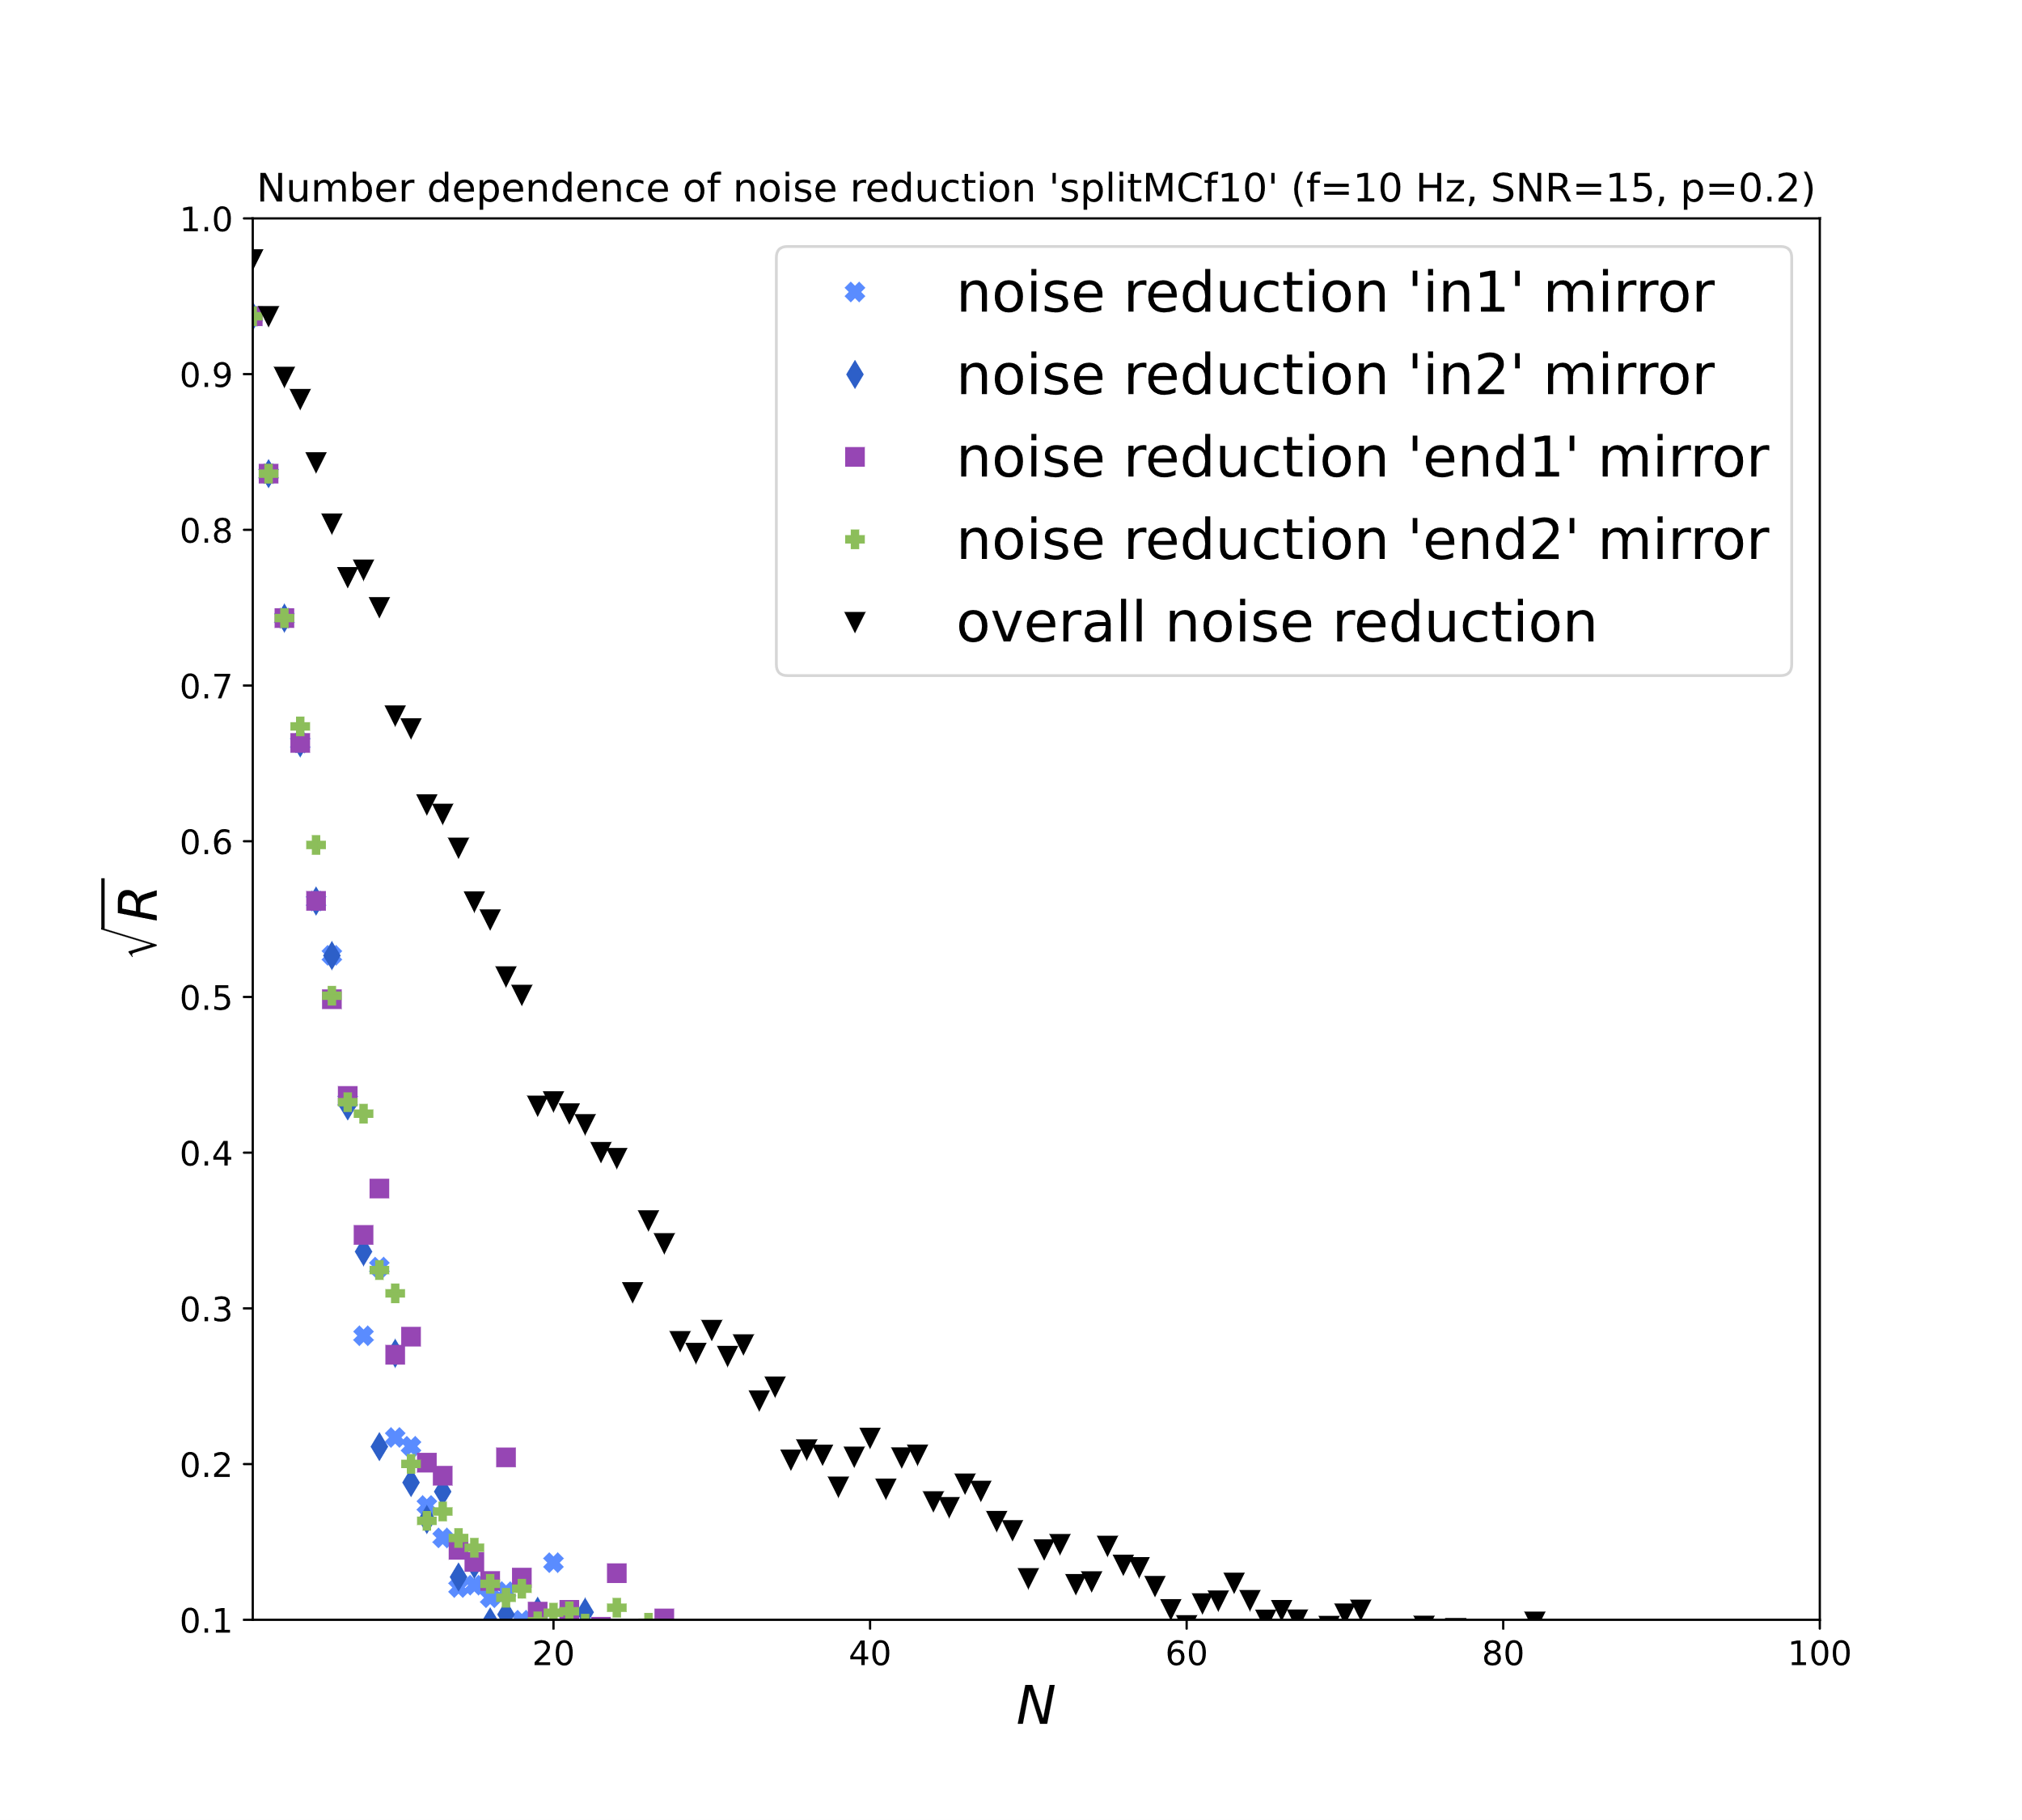 Number dependence of noise reduction 'splitMCf10' (f=10 Hz, SNR=15, p=0.2)
1.0
0.9
0.8
0.7
0.6
0.5
0.4
0.3
0.2
0.1
√R
noise reduction 'in1' mirror
noise reduction 'in2' mirror
noise reduction 'end1' mirror
noise reduction 'end2' mirror
overall noise reduction
20 40 60 80 100
N